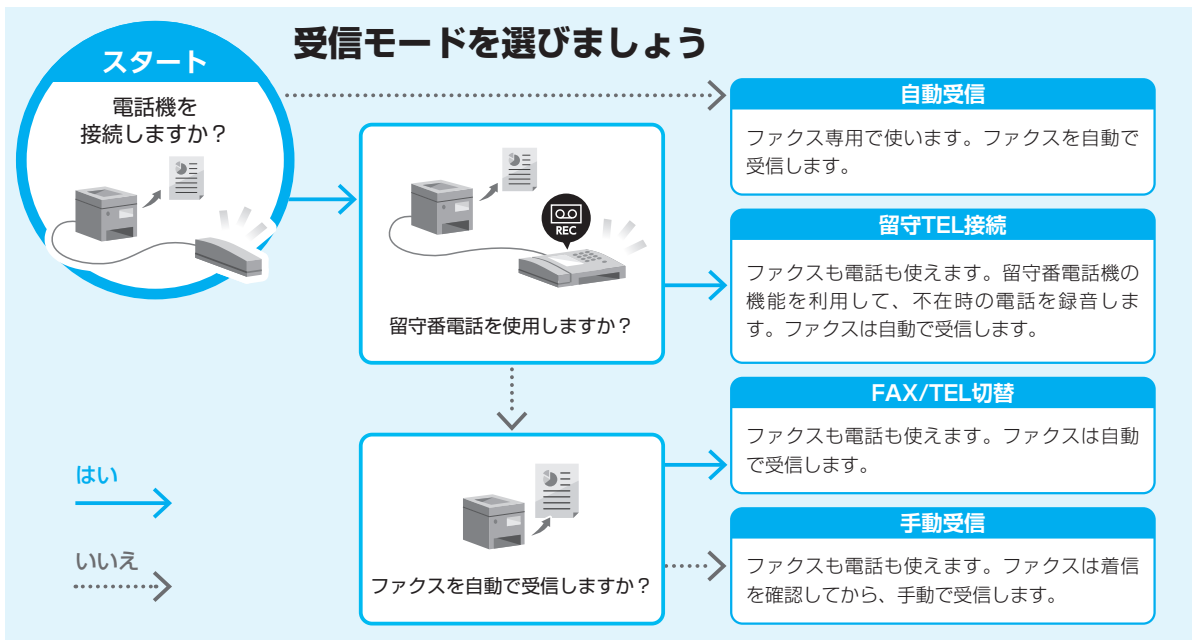 受信モードを選びましょう
スタート
電話機を
接続しますか？
自動受信
ファクス専用で使います。ファクスを自動で
受信します。
REC
留守番電話を使用しますか？
留守TEL接続
ファクスも電話も使えます。留守番電話機の
機能を利用して、不在時の電話を録音しま
す。ファクスは自動で受信します。
FAX/TEL切替
ファクスも電話も使えます。ファクスは自動
で受信します。
ファクスを自動で受信しますか？
手動受信
ファクスも電話も使えます。ファクスは着信
を確認してから、手動で受信します。
はい
いいえ